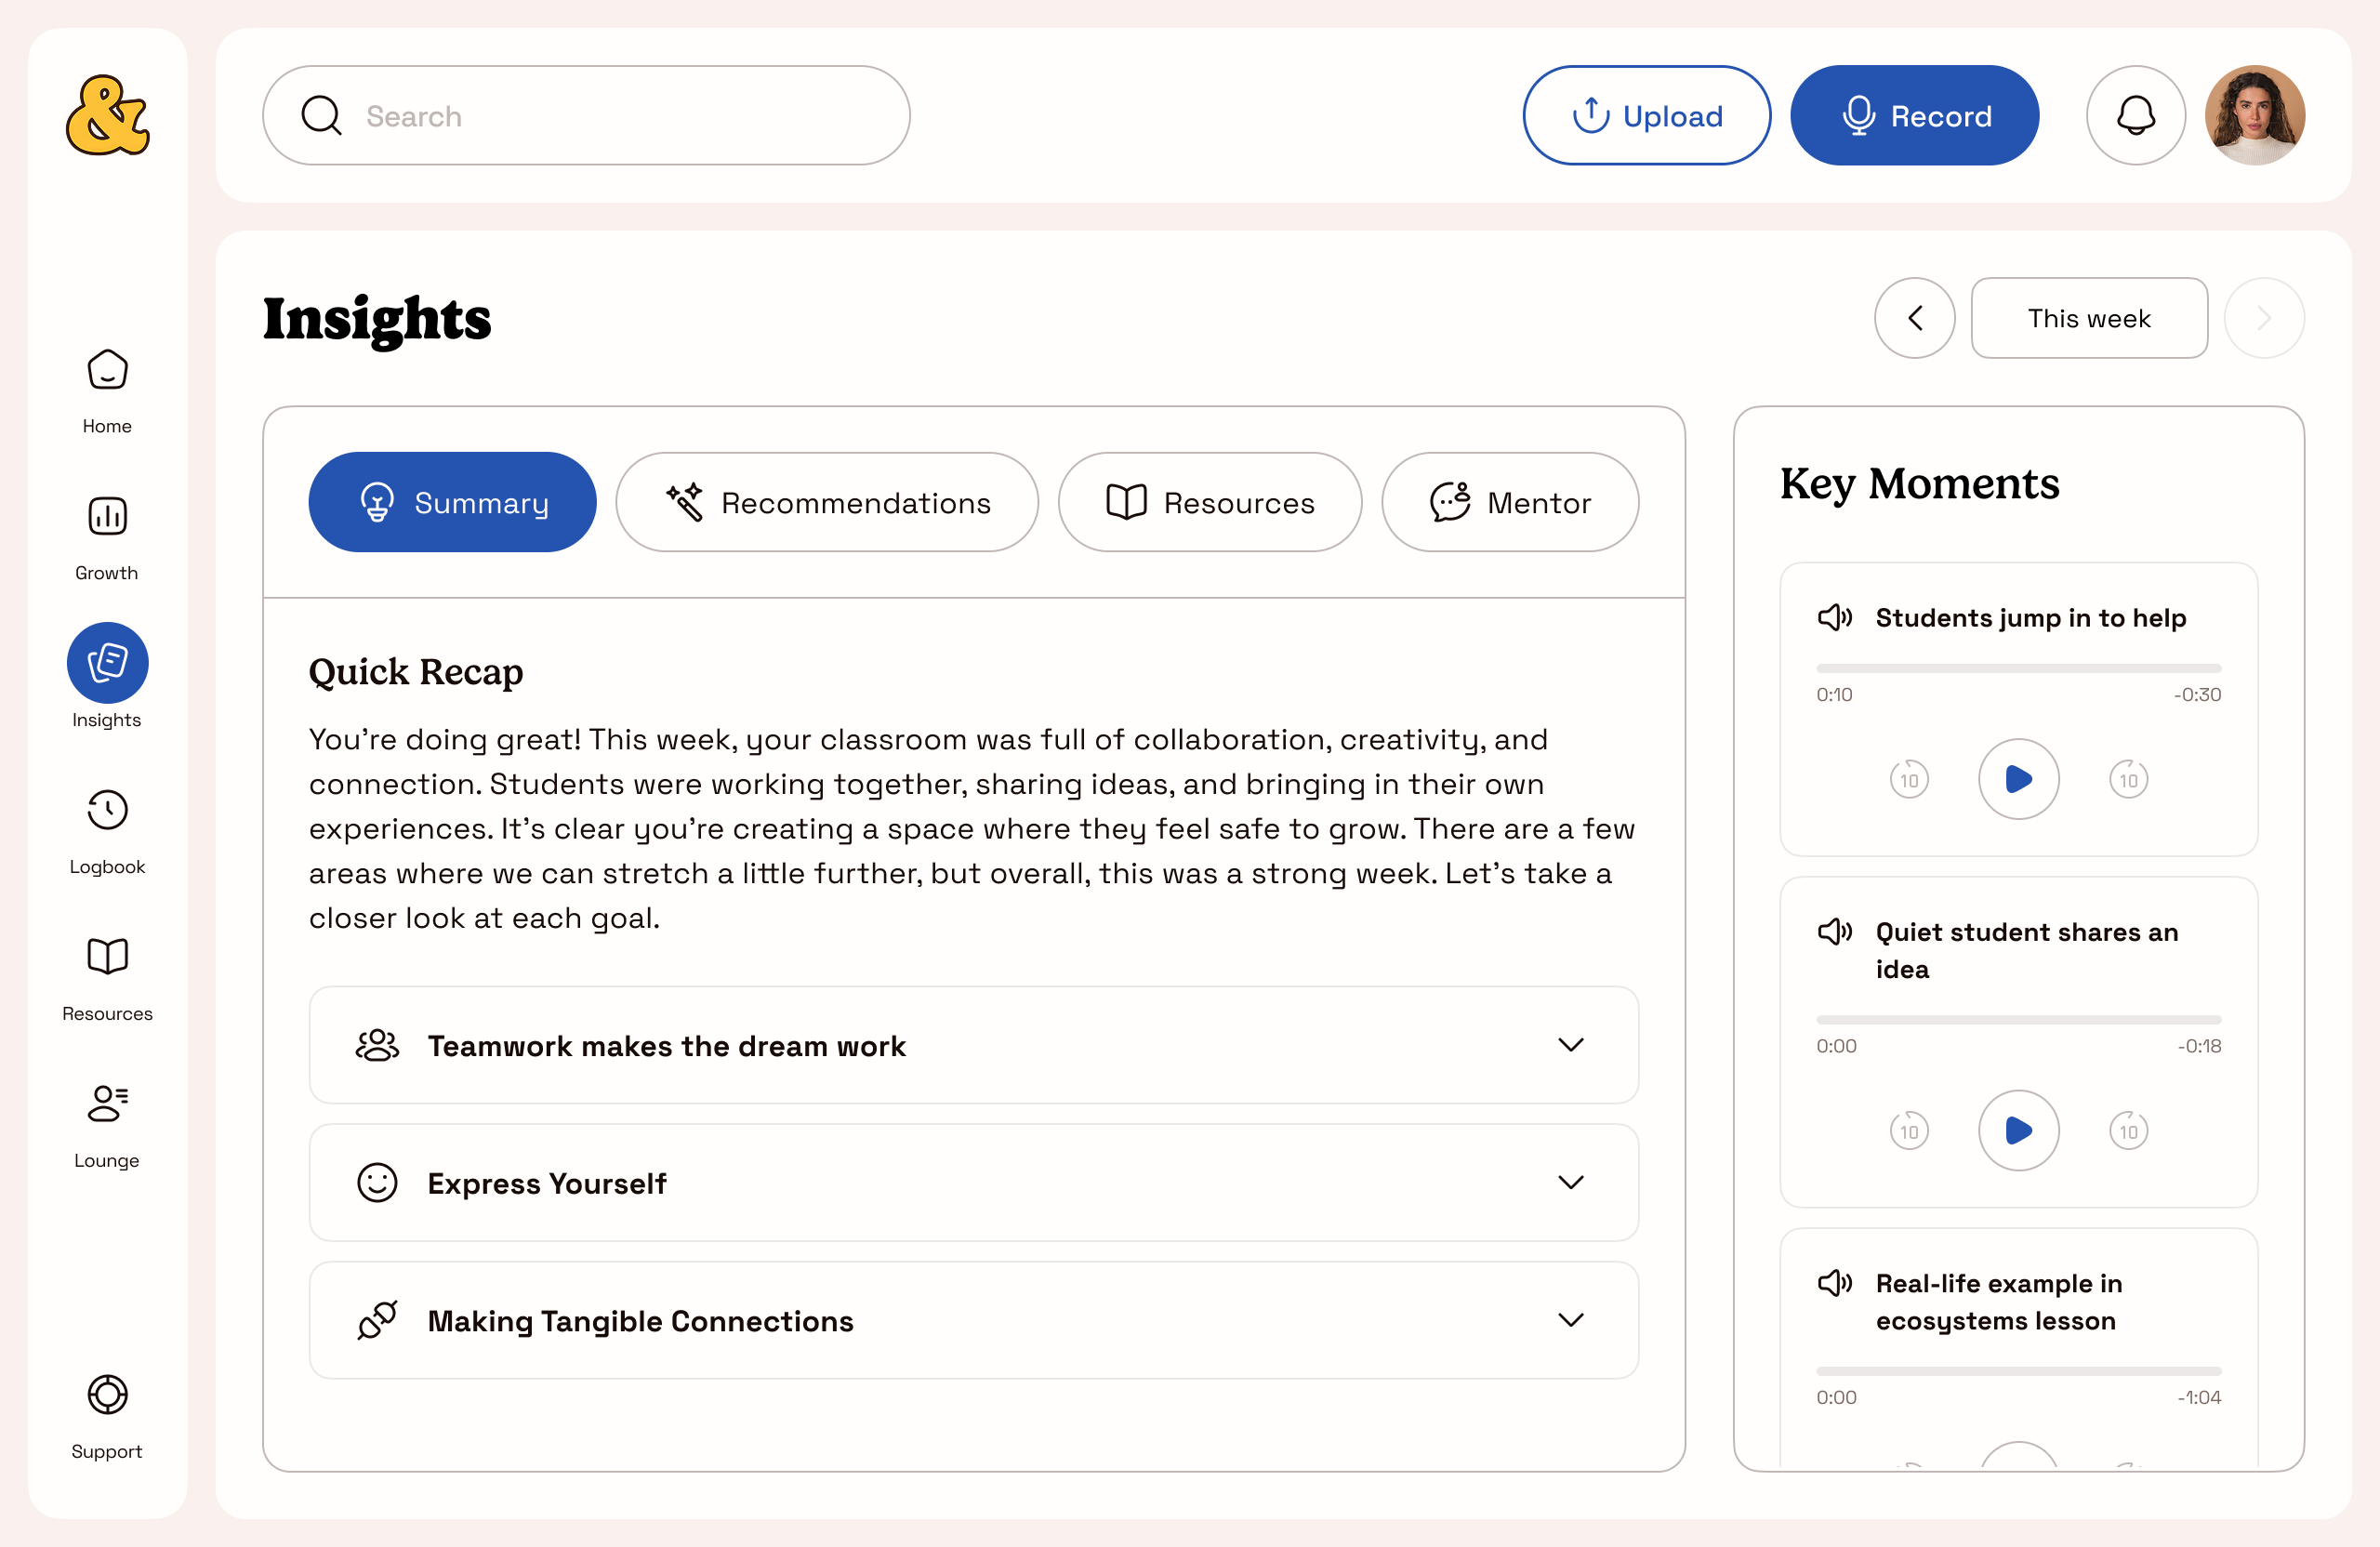 &
Search
Upload
Record
Home
Growth
Insights
Logbook
Resources
Lounge
Support
Insights
This week
Summary
Recommendations
Resources
Mentor
Quick Recap
You’re doing great! This week, your classroom was full of collaboration, creativity, and
connection. Students were working together, sharing ideas, and bringing in their own
experiences. It’s clear you’re creating a space where they feel safe to grow. There are a few
areas where we can stretch a little further, but overall, this was a strong week. Let’s take a
closer look at each goal.
Teamwork makes the dream work
Express Yourself
Making Tangible Connections
Key Moments
Students jump in to help
0:10 -0:30
10 10
Quiet student shares an
idea
0:00 -0:18
10 10
Real-life example in
ecosystems lesson
0:00 -1:04